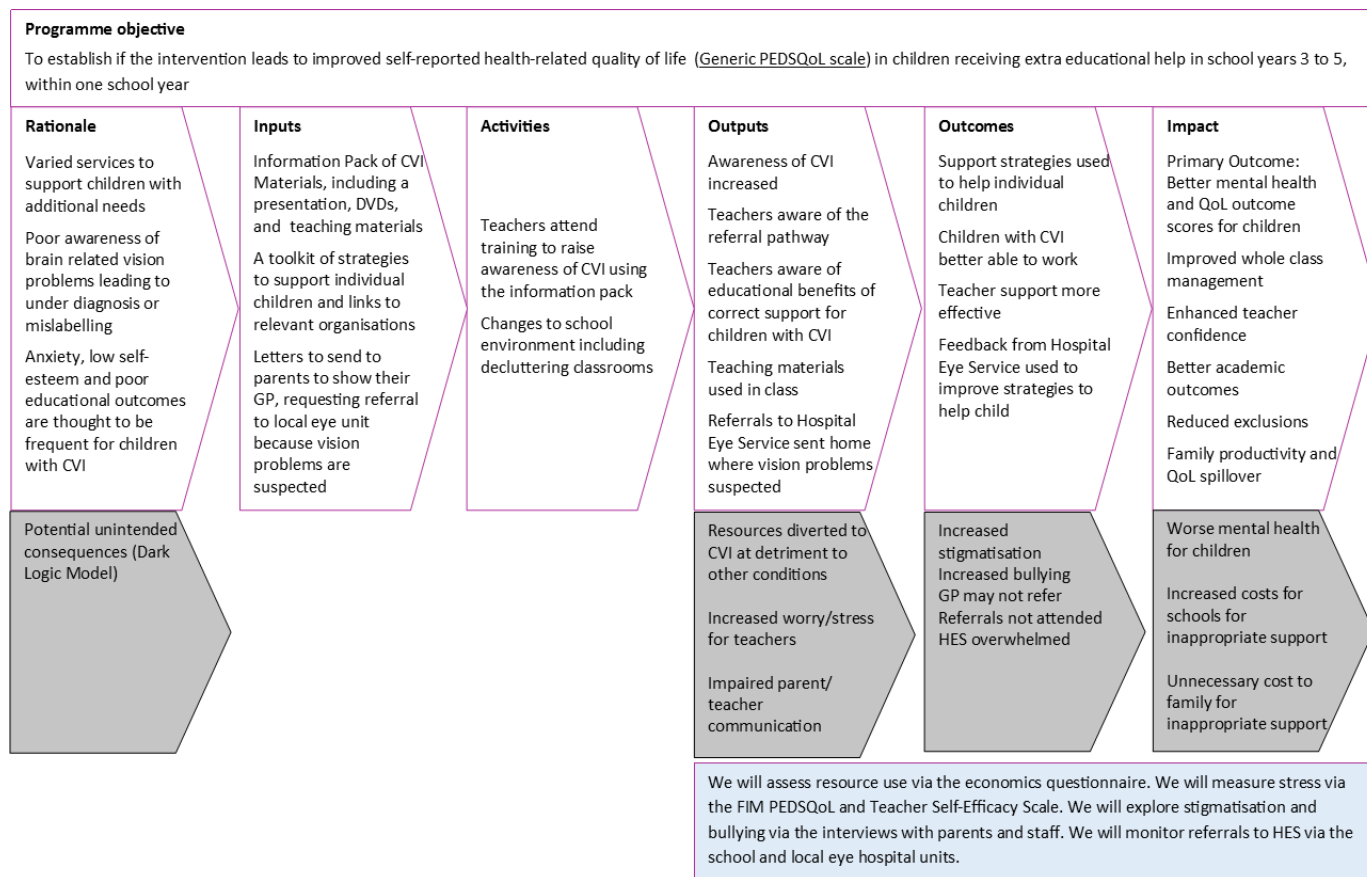 Programme objective
To establish if the intervention leads to improved self-reported health-related quality of life (Generic PEDSQoL scale) in children receiving extra educational help in school years 3 to 5,
within one school year
Rationale
Varied services to
support children with
additional needs
Poor awareness of
brain related vision
problems leading to
under diagnosis or
mislabelling
Anxiety, low self-
esteem and poor
educational outcomes
are thought to be
frequent for children
with CVI
Inputs
Information Pack of CVI
Materials, including a
presentation, DVDs,
and teaching materials
A toolkit of strategies
to support individual
children and links to
relevant organisations
Letters to send to
parents to show their
GP, requesting referral
to local eye unit
because vision
problems are
suspected
Activities
Teachers attend
training to raise
awareness of CVI using
the information pack
Changes to school
environment including
decluttering classrooms
Outputs
Awareness of CVI
increased
Teachers aware of the
referral pathway
Teachers aware of
educational benefits of
correct support for
children with CVI
Teaching materials
used in class
Referrals to Hospital
Eye Service sent home
where vision problems
suspected
Outcomes
Support strategies used
to help individual
children
Children with CVI
better able to work
Teacher support more
effective
Feedback from Hospital
Eye Service used to
improve strategies to
help child
Impact
Primary Outcome:
Better mental health
and QoL outcome
scores for children
Improved whole class
management
Enhanced teacher
confidence
Better academic
outcomes
Reduced exclusions
Family productivity and
QoL spillover
Potential unintended
consequences (Dark
Logic Model)
Resources diverted to
CVI at detriment to
other conditions
Increased worry/stress
for teachers
Impaired parent/
teacher
communication
Increased
stigmatisation
Increased bullying
GP may not refer
Referrals not attended
HES overwhelmed
Worse mental health
for children
Increased costs for
schools for
inappropriate support
Unnecessary cost to
family for
inappropriate support
We will assess resource use via the economics questionnaire. We will measure stress via
the FIM PEDSQoL and Teacher Self-Efficacy Scale. We will explore stigmatisation and
bullying via the interviews with parents and staff. We will monitor referrals to HES via the
school and local eye hospital units.